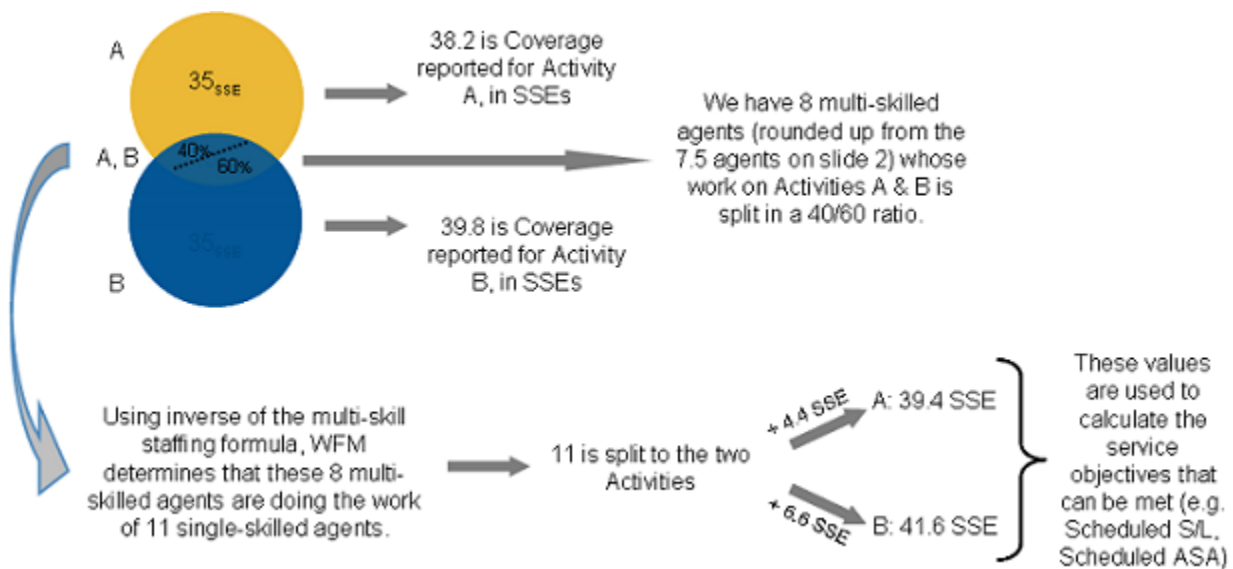 A
35SSE
A, B
40%
60%
35SSE
B
38.2 is Coverage
reported for Activity
A, in SSEs
39.8 is Coverage
reported for Activity
B, in SSEs
We have 8 multi-skilled
agents (rounded up from the
7.5 agents on slide 2) whose
work on Activities A & B is
split in a 40/60 ratio.
Using inverse of the multi-skill
staffing formula, WFM
determines that these 8 multi-
skilled agents are doing the work
of 11 single-skilled agents.
11 is split to the two
Activities
+ 4.4 SSE
A: 39.4 SSE
+ 6.6 SSE
B: 41.6 SSE
These values
are used to
calculate the
service
objectives that
can be met (e.g.
Scheduled S/L,
Scheduled ASA)